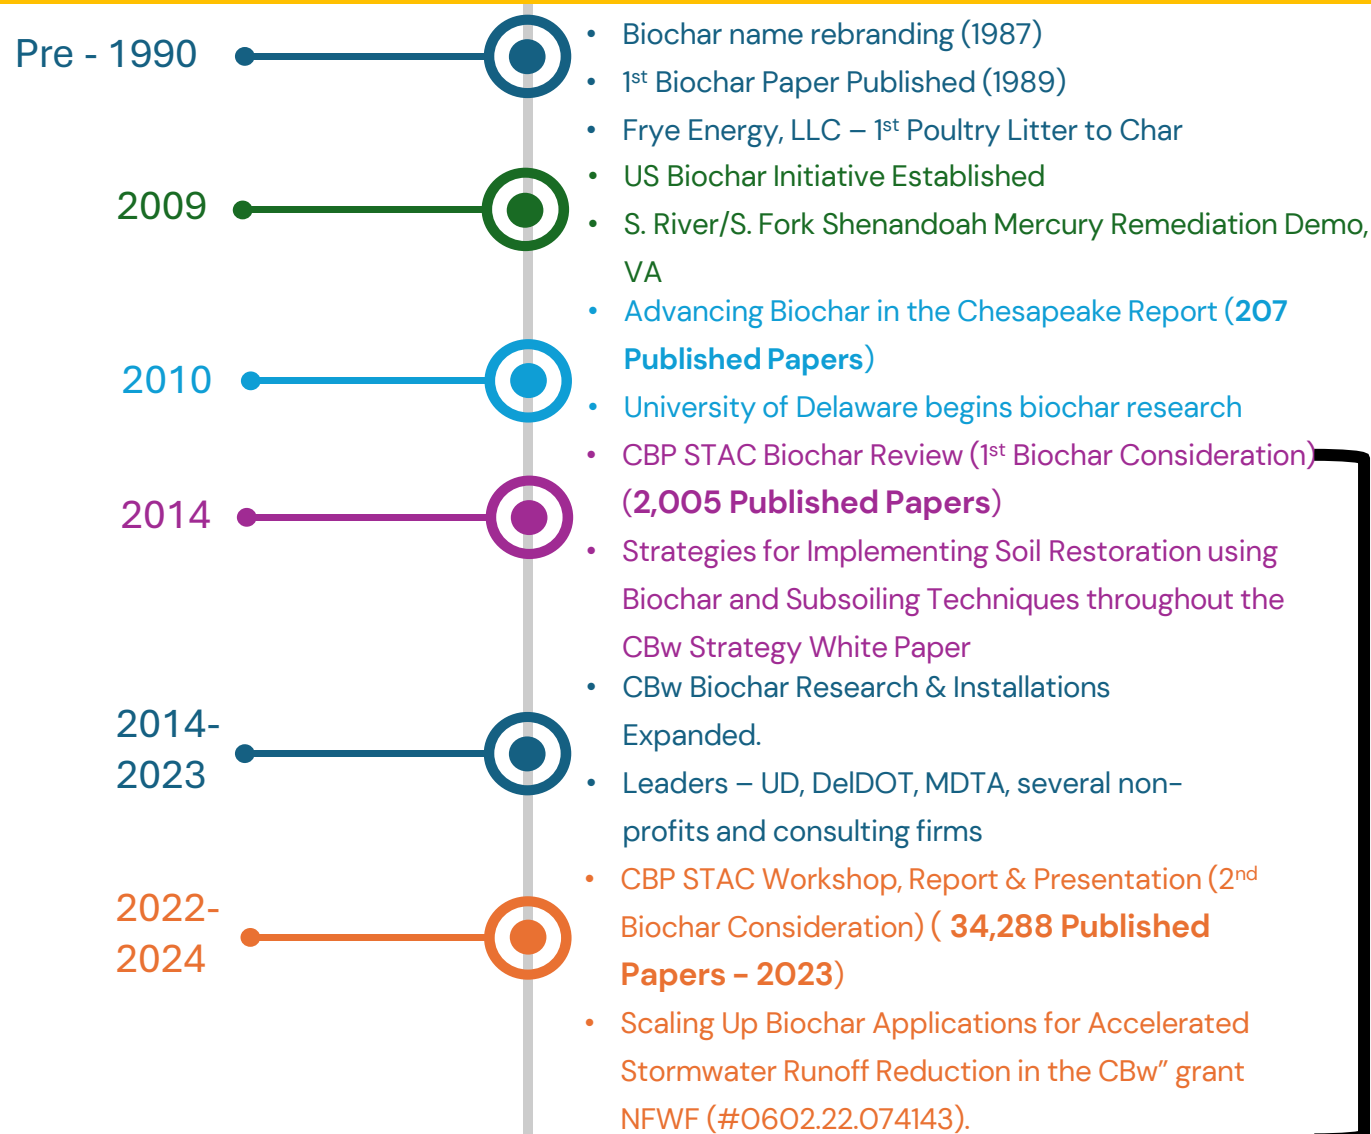 Pre - 1990
• Biochar name rebranding (1987)
• 1st Biochar Paper Published (1989)
• Frye Energy, LLC – 1st Poultry Litter to Char
2009
• US Biochar Initiative Established
• S. River/S. Fork Shenandoah Mercury Remediation Demo,
VA
2010
• Advancing Biochar in the Chesapeake Report (207
Published Papers)
• University of Delaware begins biochar research
2014
• CBP STAC Biochar Review (1st Biochar Consideration)
(2,005 Published Papers)
• Strategies for Implementing Soil Restoration using
Biochar and Subsoiling Techniques throughout the
CBw Strategy White Paper
2014-
2023
• CBw Biochar Research & Installations
Expanded.
• Leaders – UD, DelDOT, MDTA, several non-
profits and consulting firms
2022-
2024
• CBP STAC Workshop, Report & Presentation (2nd
Biochar Consideration) ( 34,288 Published
Papers – 2023)
• Scaling Up Biochar Applications for Accelerated
Stormwater Runoff Reduction in the CBw” grant
NFWF (#0602.22.074143).